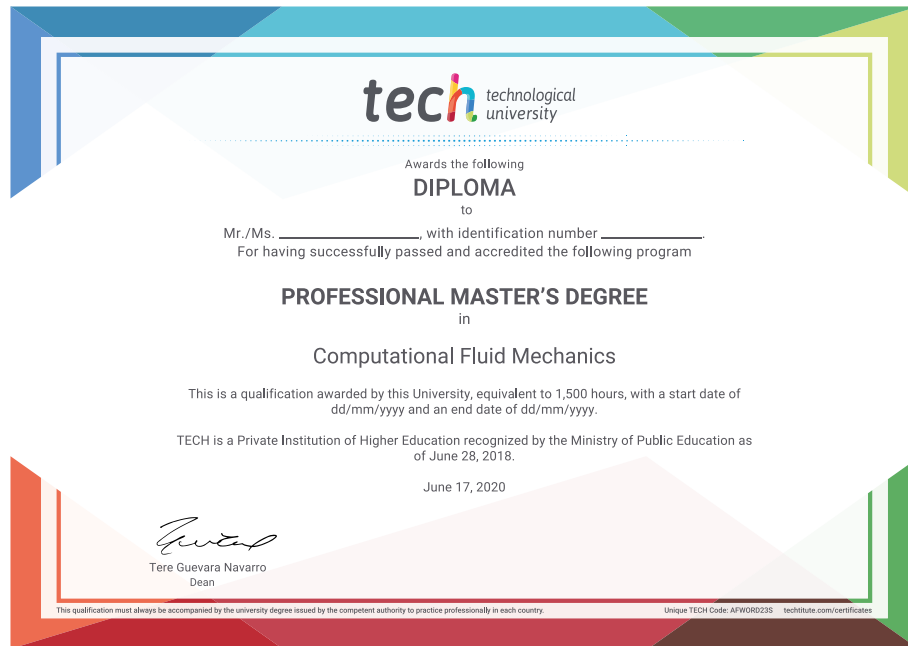 tech technological
university
Awards the following
DIPLOMA
to
Mr./Ms. ____________________, with identification number ______________.
For having successfully passed and accredited the following program
PROFESSIONAL MASTER'S DEGREE
in
Computational Fluid Mechanics
This is a qualification awarded by this University, equivalent to 1,500 hours, with a start date of
dd/mm/yyyy and an end date of dd/mm/yyyy.
TECH is a Private Institution of Higher Education recognized by the Ministry of Public Education as
of June 28, 2018.
June 17, 2020
Tere Guevara Navarro
Dean
This qualification must always be accompanied by the university degree issued by the competent authority to practice professionally in each country.
Unique TECH Code: AFWORD23S techtitute.com/certificates